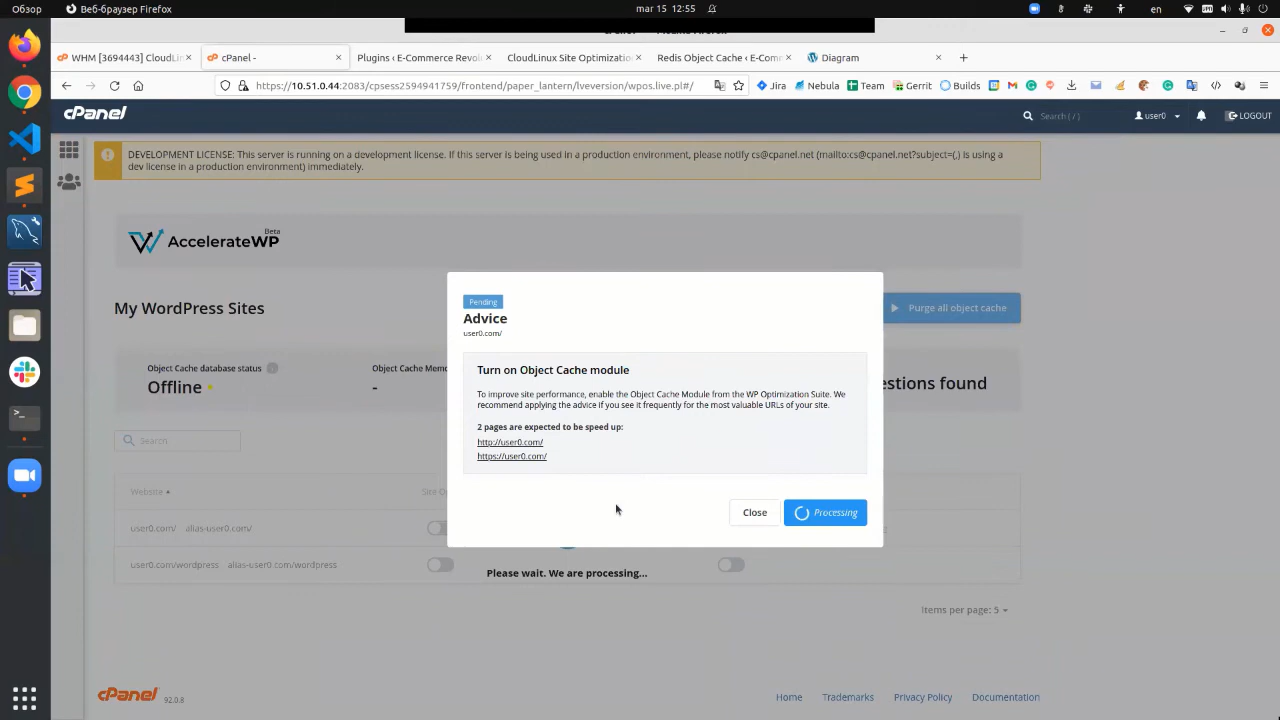 Обзор
Веб-браузер Firefox
mar 15 12:55
en
WHM [3694443] CloudLin
cPanel -
Plugins ‹ E-Commerce Revol
CloudLinux Site Optimizatio
Redis Object Cache ‹ E-Com
Diagram
https://10.51.0.44:2083/cpsess2594941759/frontend/paper_lantern/lveversion/wpos.live.pl#/
Jira
Nebula
Team
Gerrit
Builds
cPanel
Search ( / )
user0
LOGOUT
DEVELOPMENT LICENSE: This server is running on a development license. If this server is being used in a production environment, please notify cs@cpanel.net (mailto:cs@cpanel.net?subject=(,) is using a
dev license in a production environment) immediately.
AccelerateWP
Beta
My WordPress Sites
Purge all object cache
Object Cache database status
Offline
Object Cache Memo
-
estions found
Search
Website
Site Op
user0.com/ alias-user0.com/
user0.com/wordpress alias-user0.com/wordpress
Pending
Advice
user0.com/
Turn on Object Cache module
To improve site performance, enable the Object Cache Module from the WP Optimization Suite. We
recommend applying the advice if you see it frequently for the most valuable URLs of your site.
2 pages are expected to be speed up:
http://user0.com/
https://user0.com/
Close
Processing
Please wait. We are processing...
Items per page: 5
cPanel
92.0.8
Home
Trademarks
Privacy Policy
Documentation